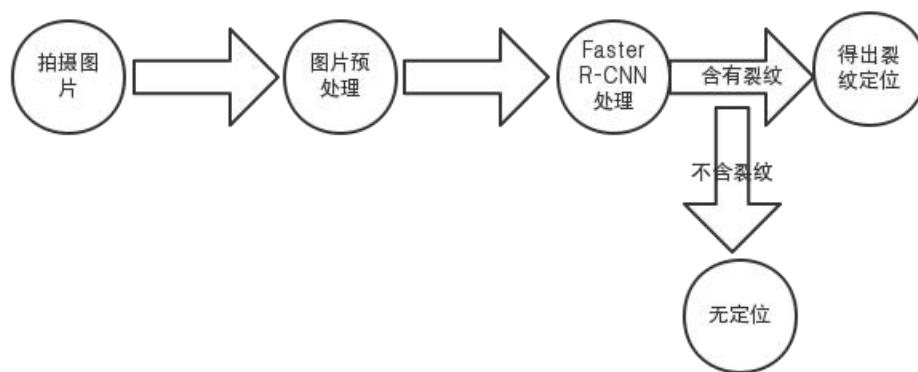 拍摄图
片
图片预
处理
Faster
R-CNN
处理
含有裂纹
得出裂
纹定位
不含裂纹
无定位